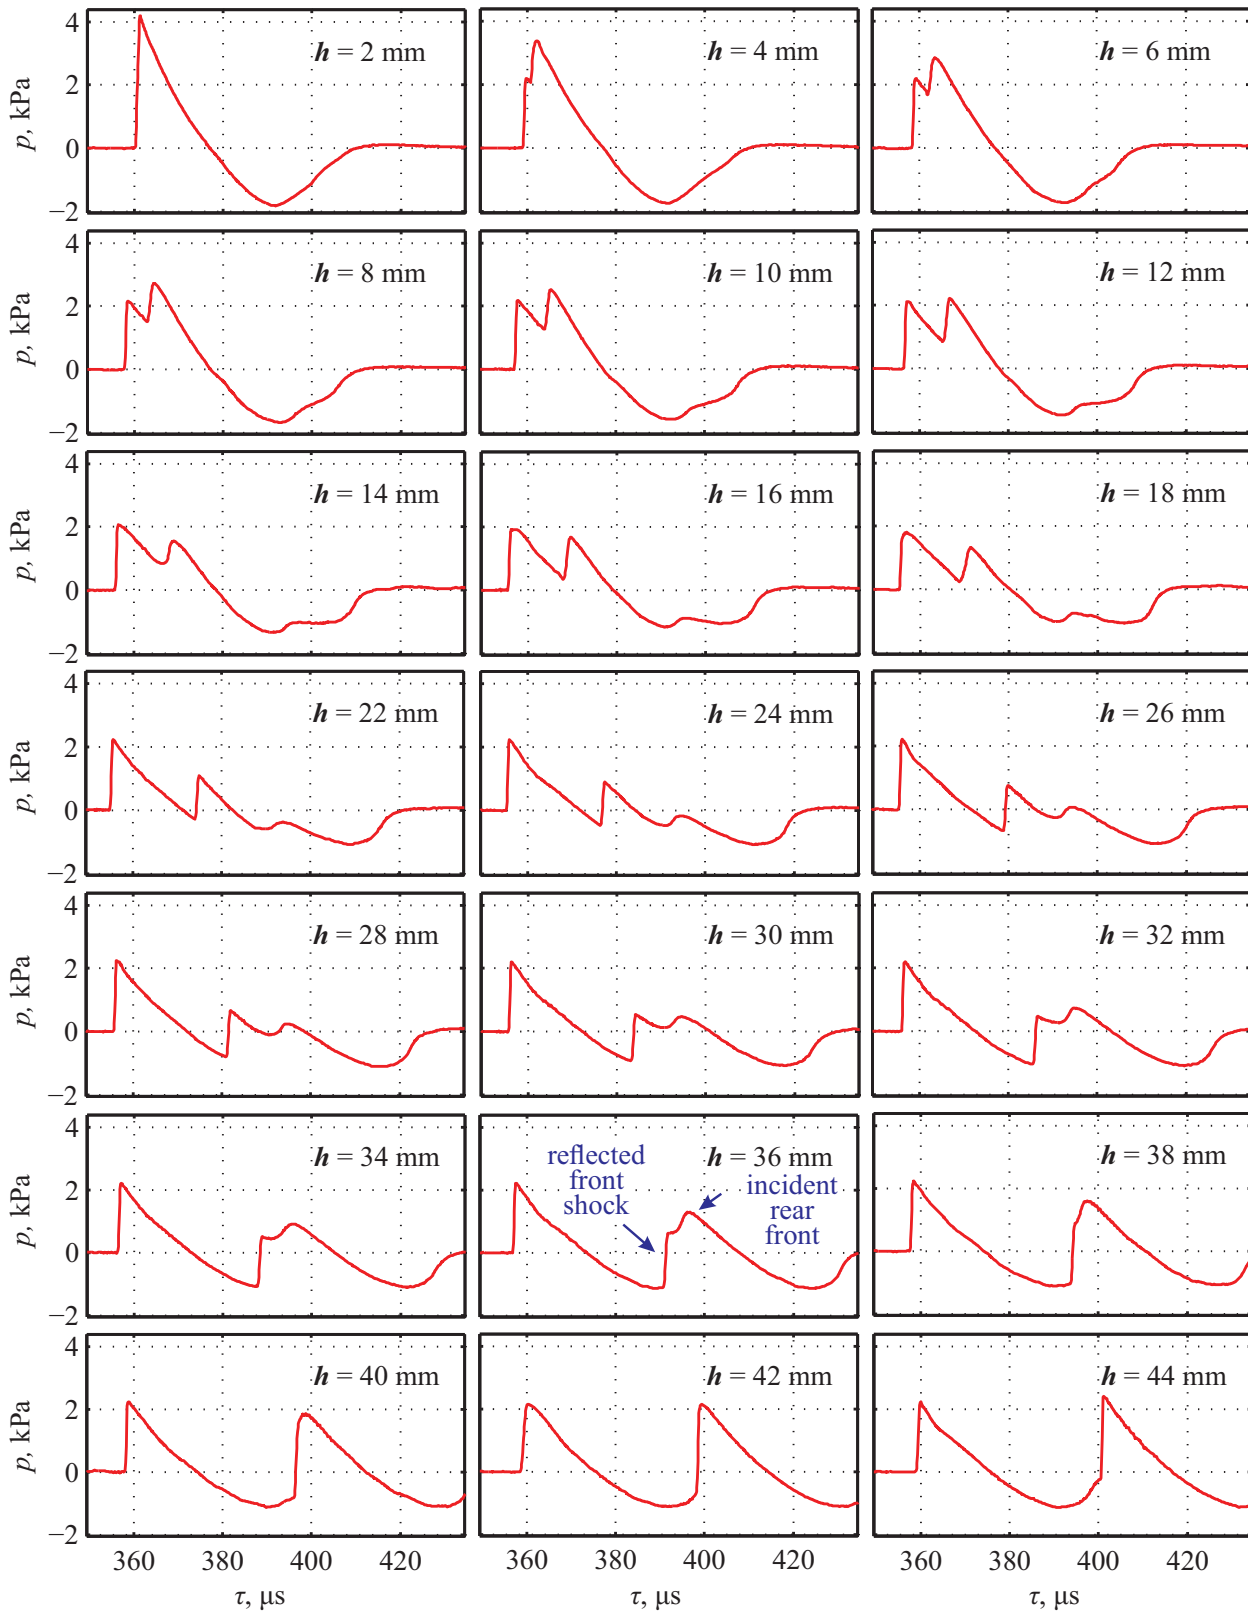 4
2
0
−2
p, kPa
h = 2 mm
h = 4 mm
h = 6 mm
4
2
0
−2
p, kPa
h = 8 mm
h = 10 mm
h = 12 mm
4
2
0
−2
p, kPa
h = 14 mm
h = 16 mm
h = 18 mm
4
2
0
−2
p, kPa
h = 22 mm
h = 24 mm
h = 26 mm
4
2
0
−2
p, kPa
h = 28 mm
h = 30 mm
h = 32 mm
4
2
0
−2
p, kPa
h = 34 mm
h = 36 mm
reflected
front
shock
incident
rear
front
h = 38 mm
4
2
0
−2
p, kPa
h = 40 mm
h = 42 mm
h = 44 mm
360 380 400 420
360 380 400 420
360 380 400 420
τ, μs
τ, μs
τ, μs